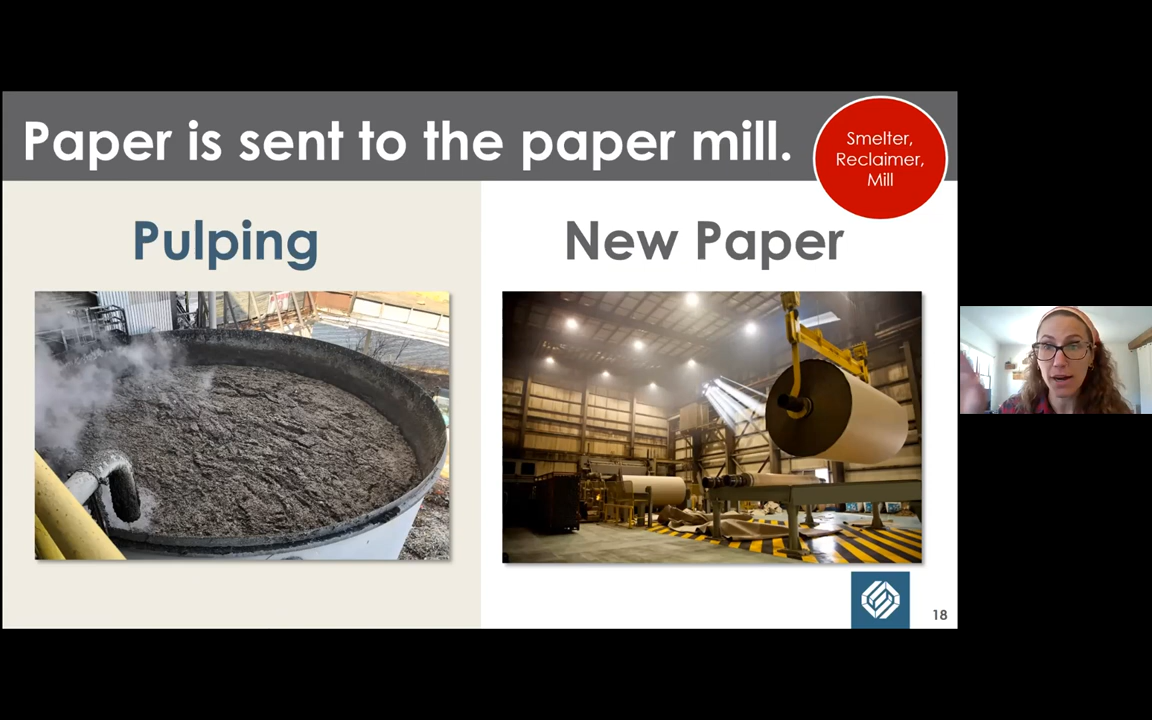 Paper is sent to the paper mill.
Smelter,
Reclaimer,
Mill
Pulping
New Paper
18